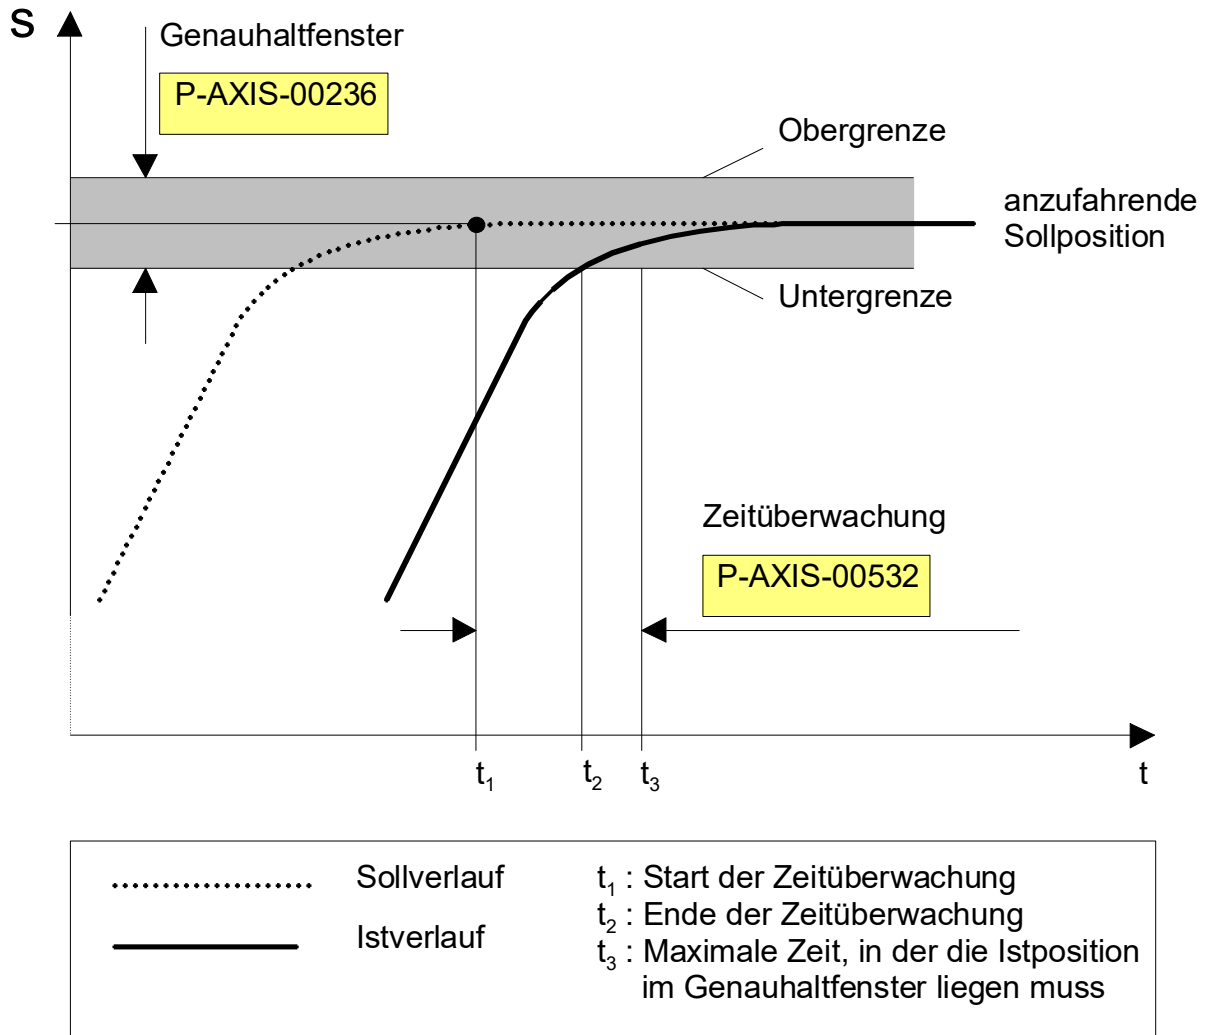 S
Genauhaltfenster
P-AXIS-00236
Obergrenze
anzufahrende
Sollposition
Untergrenze
Zeitüberwachung
P-AXIS-00532
t₁
t₂
t₃
t
Sollverlauf
Istverlauf
t₁ : Start der Zeitüberwachung
t₂ : Ende der Zeitüberwachung
t₃ : Maximale Zeit, in der die Istposition
im Genauhaltfenster liegen muss